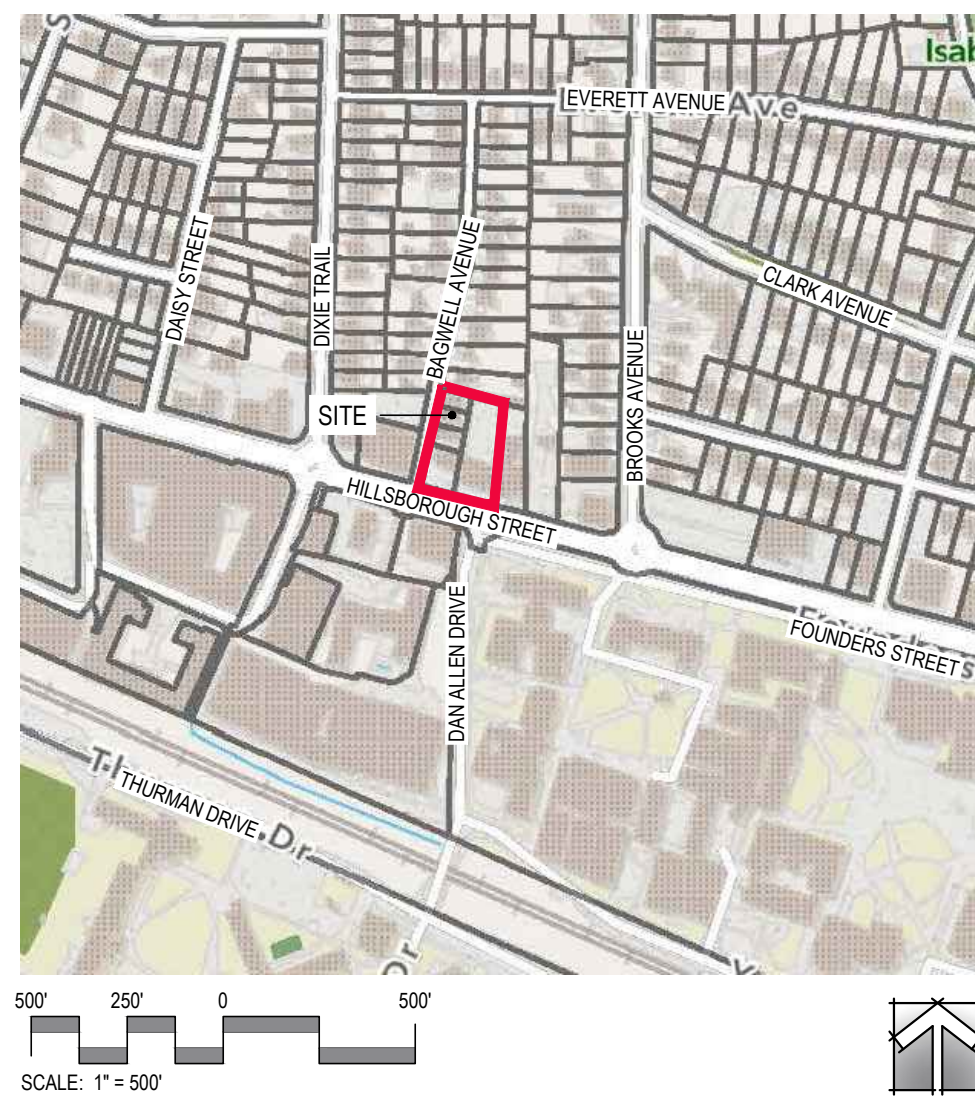 Isab
EVERETT AVENUE
Ave
DAISY STREET
DIXIE TRAIL
BAGWELL AVENUE
CLARK AVENUE
BROOKS AVENUE
SITE
HILLSBOROUGH STREET
DAN ALLEN DRIVE
FOUNDERS STREET
THURMAN DRIVE
Dr
Dr
500' 250' 0 500'
SCALE: 1" = 500'